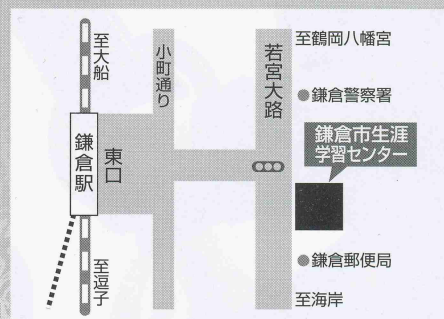 至大船
鎌倉駅
東口
至逗子
小町通り
若宮大路
至鶴岡八幡宮
鎌倉警察署
鎌倉市生涯
学習センター
鎌倉郵便局
至海岸